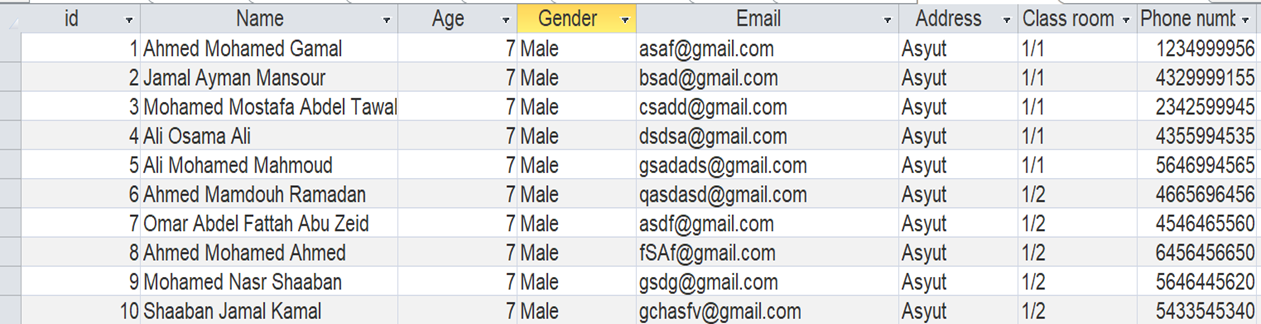 id Name Age Gender Email Address Class room Phone numb
1 Ahmed Mohamed Gamal 7 Male asaf@gmail.com Asyut 1/1 1234999956
2 Jamal Ayman Mansour 7 Male bsad@gmail.com Asyut 1/1 4329999155
3 Mohamed Mostafa Abdel Tawal 7 Male csadd@gmail.com Asyut 1/1 2342599945
4 Ali Osama Ali 7 Male dsdsa@gmail.com Asyut 1/1 4355994535
5 Ali Mohamed Mahmoud 7 Male gsadads@gmail.com Asyut 1/1 5646994565
6 Ahmed Mamdouh Ramadan 7 Male qasdasd@gmail.com Asyut 1/2 4665696456
7 Omar Abdel Fattah Abu Zeid 7 Male asdf@gmail.com Asyut 1/2 4546465560
8 Ahmed Mohamed Ahmed 7 Male fSAf@gmail.com Asyut 1/2 6456456650
9 Mohamed Nasr Shaaban 7 Male gsdg@gmail.com Asyut 1/2 5646445620
10 Shaaban Jamal Kamal 7 Male gchasfv@gmail.com Asyut 1/2 5433545340